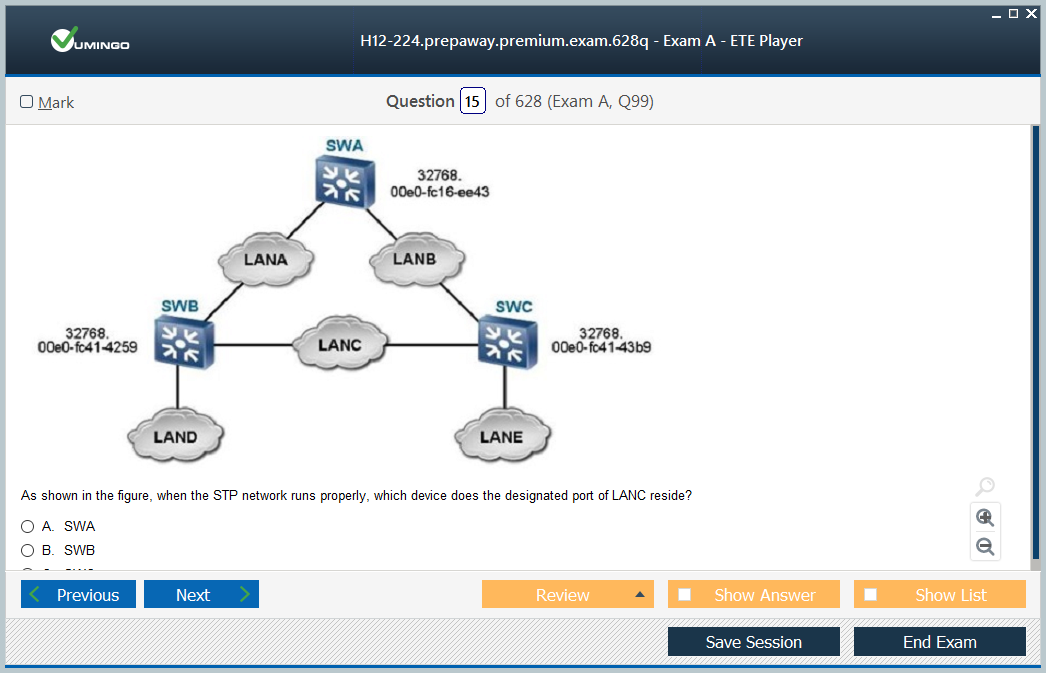 VUMINGO
H12-224.prepaway.premium.exam.628q - Exam A - ETE Player
Mark
Question 15 of 628 (Exam A, Q99)
SWA
32768.
00e0-fc16-ee43
LANA
LANB
SWB
SWC
32768.
00e0-fc41-4259
LANC
32768.
00e0-fc41-43b9
LAND
LANE
As shown in the figure, when the STP network runs properly, which device does the designated port of LANC reside?
A. SWA
B. SWB
Previous
Next
Review
Show Answer
Show List
Save Session
End Exam